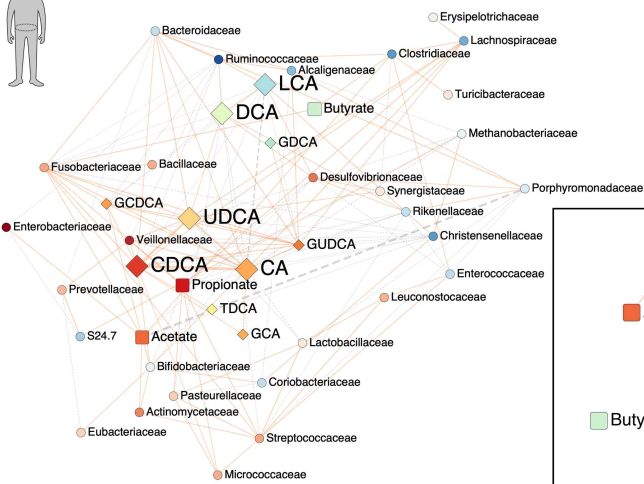 Erysipelotrichaceae
Bacteroidaceae
Lachnospiraceae
Clostridiaceae
Ruminococcaceae
Alcaligenaceae
LCA
Turicibacteraceae
Butyrate
DCA
Methanobacteriaceae
GDCA
Fusobacteriaceae
Bacillaceae
Desulfovibrionaceae
Synergistaceae
Porphyromonadaceae
GCDCA
Rikenellaceae
UDCA
Enterobacteriaceae
Christensenellaceae
Veillonellaceae
GUDCA
CDCA
CA
Enterococcaceae
Propionate
Prevotellaceae
Leuconostocaceae
TDCA
S24.7
Acetate
GCA
Lactobacillaceae
Bifidobacteriaceae
Coriobacteriaceae
Pasteurellaceae
Actinomycetaceae
Buty
Eubacteriaceae
Streptococcaceae
Micrococcaceae